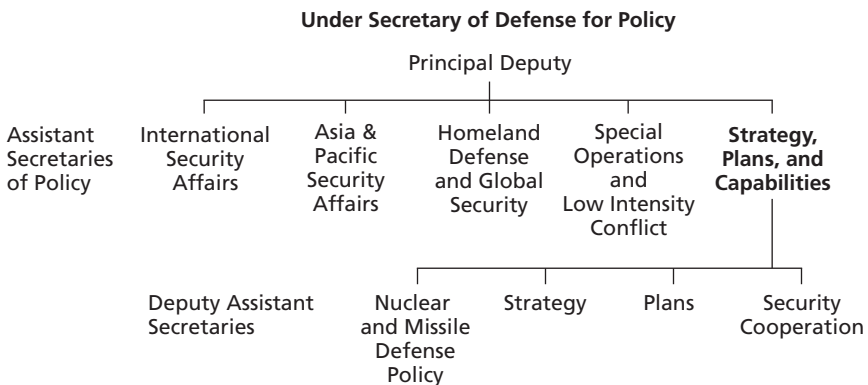 Under Secretary of Defense for Policy
Principal Deputy
Assistant
Secretaries
of Policy
International
Security
Affairs
Asia &
Pacific
Security
Affairs
Homeland
Defense
and Global
Security
Special
Operations
and
Low Intensity
Conflict
Strategy,
Plans, and
Capabilities
Deputy Assistant
Secretaries
Nuclear
and Missile
Defense
Policy
Strategy
Plans
Security
Cooperation